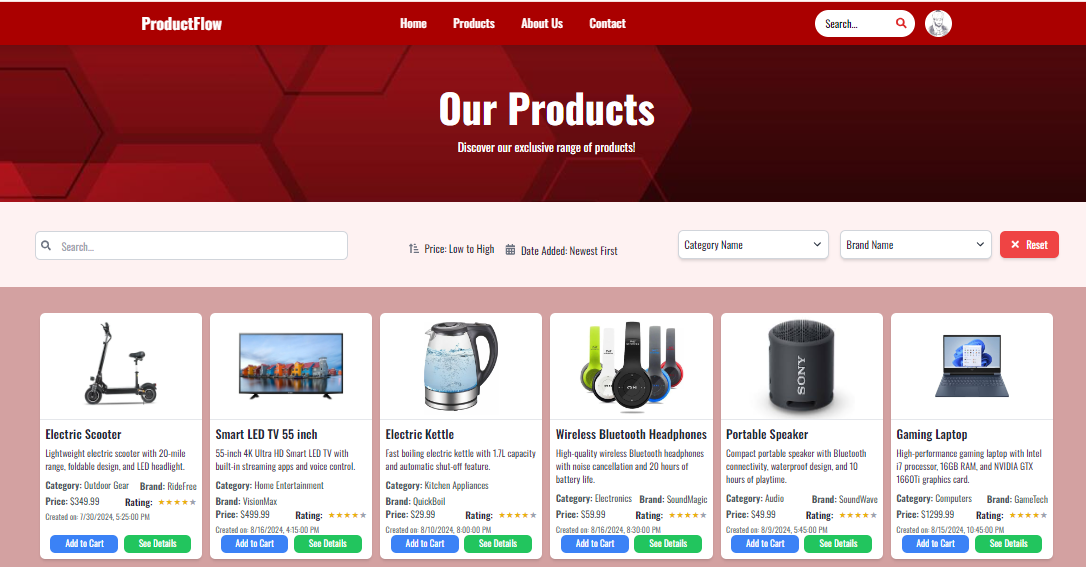 ProductFlow
Home Products About Us Contact
Search...
Our Products
Discover our exclusive range of products!
Search...
Price: Low to High
Date Added: Newest First
Category Name
Brand Name
Reset
Electric Scooter
Lightweight electric scooter with 20-mile
range, foldable design, and LED headlight.
Category: Outdoor Gear Brand: RideFree
Price: $349.99 Rating: ★★★★★
Created on: 7/30/2024, 5:25:00 PM
Add to Cart See Details
Smart LED TV 55 inch
55-inch 4K Ultra HD Smart LED TV with
built-in streaming apps and voice control.
Category: Home Entertainment
Brand: VisionMax
Price: $499.99 Rating: ★★★★★
Created on: 8/16/2024, 4:15:00 PM
Add to Cart See Details
Electric Kettle
Fast boiling electric kettle with 1.7L capacity
and automatic shut-off feature.
Category: Kitchen Appliances
Brand: QuickBoil
Price: $29.99 Rating: ★★★★★
Created on: 8/10/2024, 8:00:00 PM
Add to Cart See Details
Wireless Bluetooth Headphones
High-quality wireless Bluetooth headphones
with noise cancellation and 20 hours of
battery life.
Category: Electronics Brand: SoundMagic
Price: $59.99 Rating: ★★★★★
Created on: 8/16/2024, 8:30:00 PM
Add to Cart See Details
SONY
Portable Speaker
Compact portable speaker with Bluetooth
connectivity, waterproof design, and 10
hours of playtime.
Category: Audio Brand: SoundWave
Price: $49.99 Rating: ★★★★★
Created on: 8/9/2024, 5:45:00 PM
Add to Cart See Details
Gaming Laptop
High-performance gaming laptop with Intel
i7 processor, 16GB RAM, and NVIDIA GTX
1660Ti graphics card.
Category: Computers Brand: GameTech
Price: $1299.99 Rating: ★★★★★
Created on: 8/15/2024, 10:45:00 PM
Add to Cart See Details